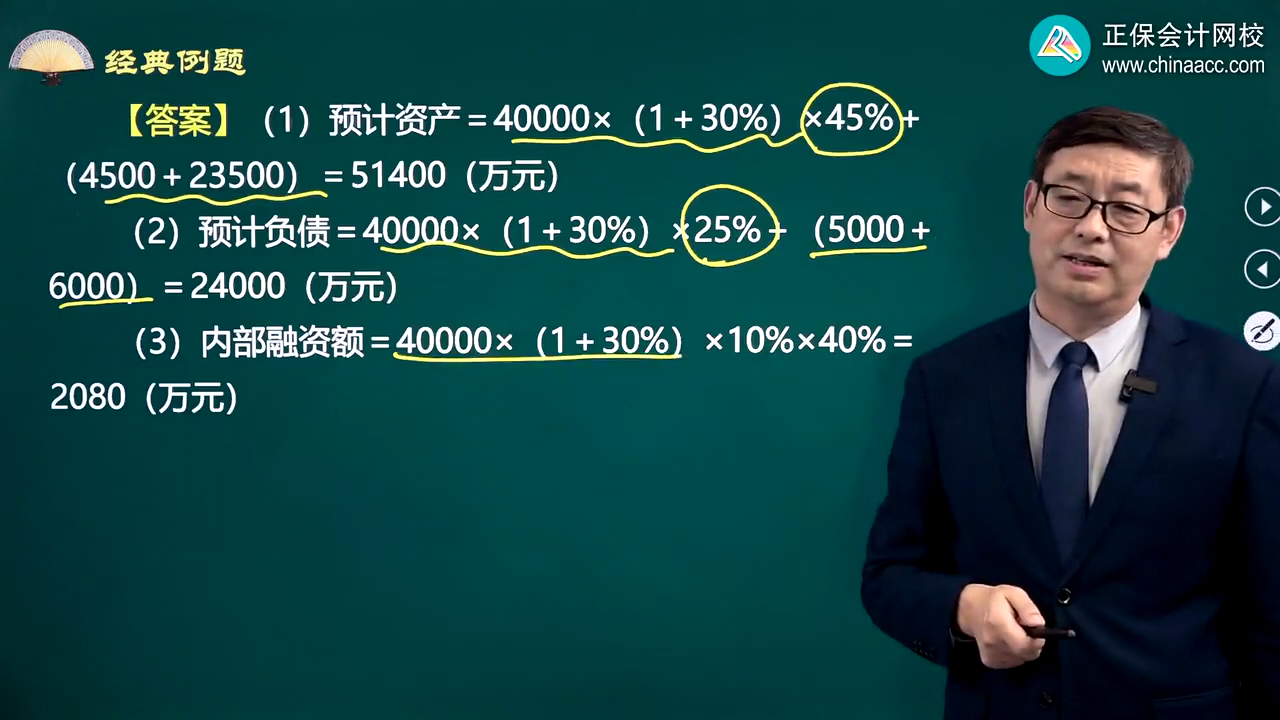 经典例题
正保会计网校
www.chinaacc.com
【答案】（1）预计资产＝40000×（1＋30%）×45%＋
（4500＋23500）＝51400（万元）
（2）预计负债＝40000×（1＋30%）×25%＋（5000＋
6000）＝24000（万元）
（3）内部融资额＝40000×（1＋30%）×10%×40%＝
2080（万元）